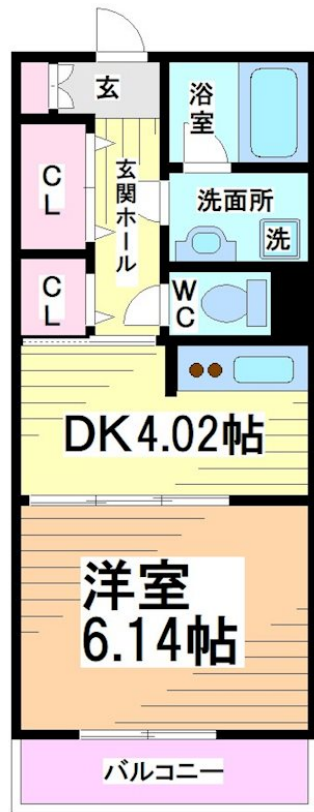 玄
浴室
CL
玄関ホール
洗面所
洗
CL
WC
DK4.02帖
洋室
6.14帖
バルコニー